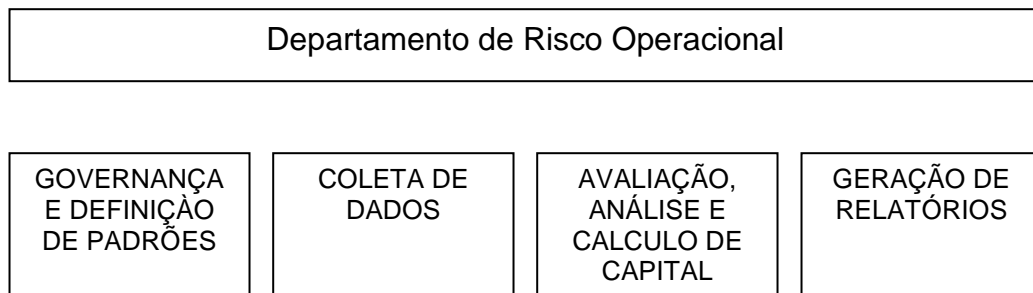 Departamento de Risco Operacional
GOVERNANÇA
E DEFINIÇÀO
DE PADRÕES
COLETA DE
DADOS
AVALIAÇÃO,
ANÁLISE E
CALCULO DE
CAPITAL
GERAÇÃO DE
RELATÓRIOS